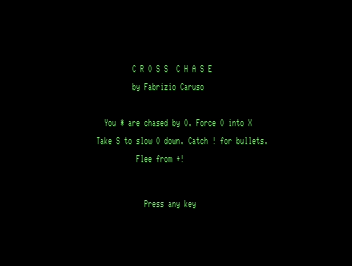 C R O S S  C H A S E
by Fabrizio Caruso
You * are chased by O. Force O into X
Take S to slow O down. Catch ! for bullets.
Flee from +!
Press any key